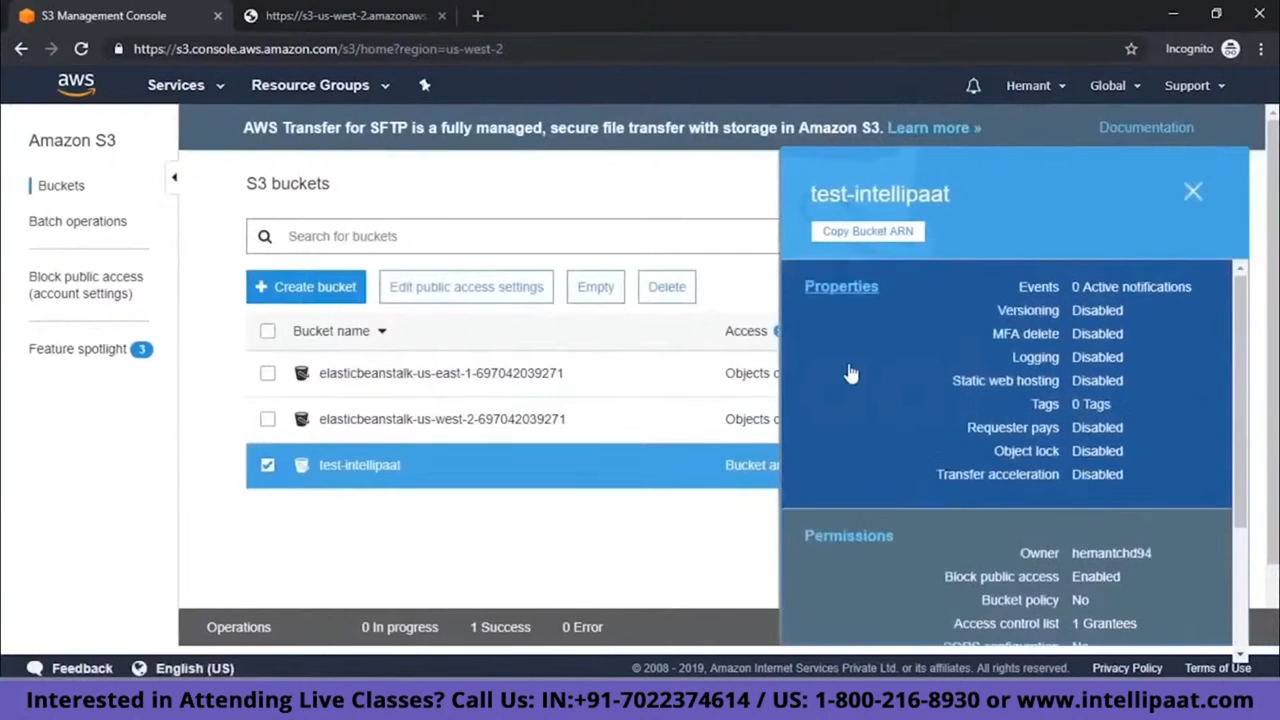 S3 Management Console
https://s3-us-west-2.amazonaws
https://s3.console.aws.amazon.com/s3/home?region=us-west-2
Incognito
aws
Services
Resource Groups
Hemant
Global
Support
Amazon S3
Buckets
Batch operations
Block public access
(account settings)
Feature spotlight 3
AWS Transfer for SFTP is a fully managed, secure file transfer with storage in Amazon S3. Learn more »
Documentation
S3 buckets
Search for buckets
+ Create bucket
Edit public access settings
Empty
Delete
Bucket name
Access
elasticbeanstalk-us-east-1-697042039271
Objects c
elasticbeanstalk-us-west-2-697042039271
Objects c
test-intellipaat
Bucket a
test-intellipaat
Copy Bucket ARN
Properties
Events 0 Active notifications
Versioning Disabled
MFA delete Disabled
Logging Disabled
Static web hosting Disabled
Tags 0 Tags
Requester pays Disabled
Object lock Disabled
Transfer acceleration Disabled
Permissions
Owner hemantchd94
Block public access Enabled
Bucket policy No
Access control list 1 Grantees
Operations
0 In progress
1 Success
0 Error
Feedback
English (US)
© 2008 - 2019, Amazon Internet Services Private Ltd. or its affiliates. All rights reserved.
Privacy Policy
Terms of Use
Interested in Attending Live Classes? Call Us: IN:+91-7022374614 / US: 1-800-216-8930 or www.intellipaat.com